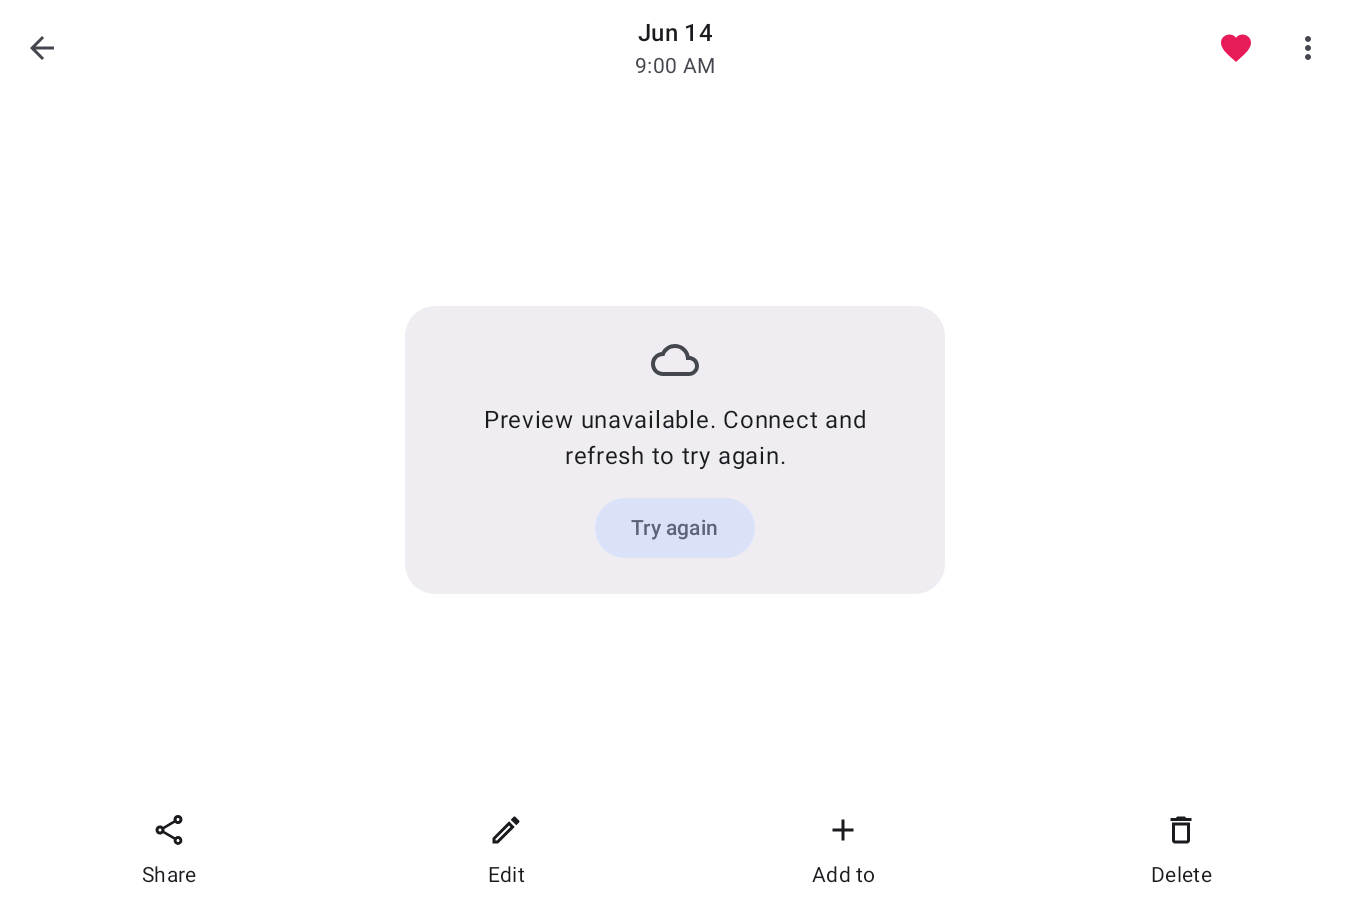 Jun 14
9:00 AM
Preview unavailable. Connect and
refresh to try again.
Try again
Share
Edit
Add to
Delete